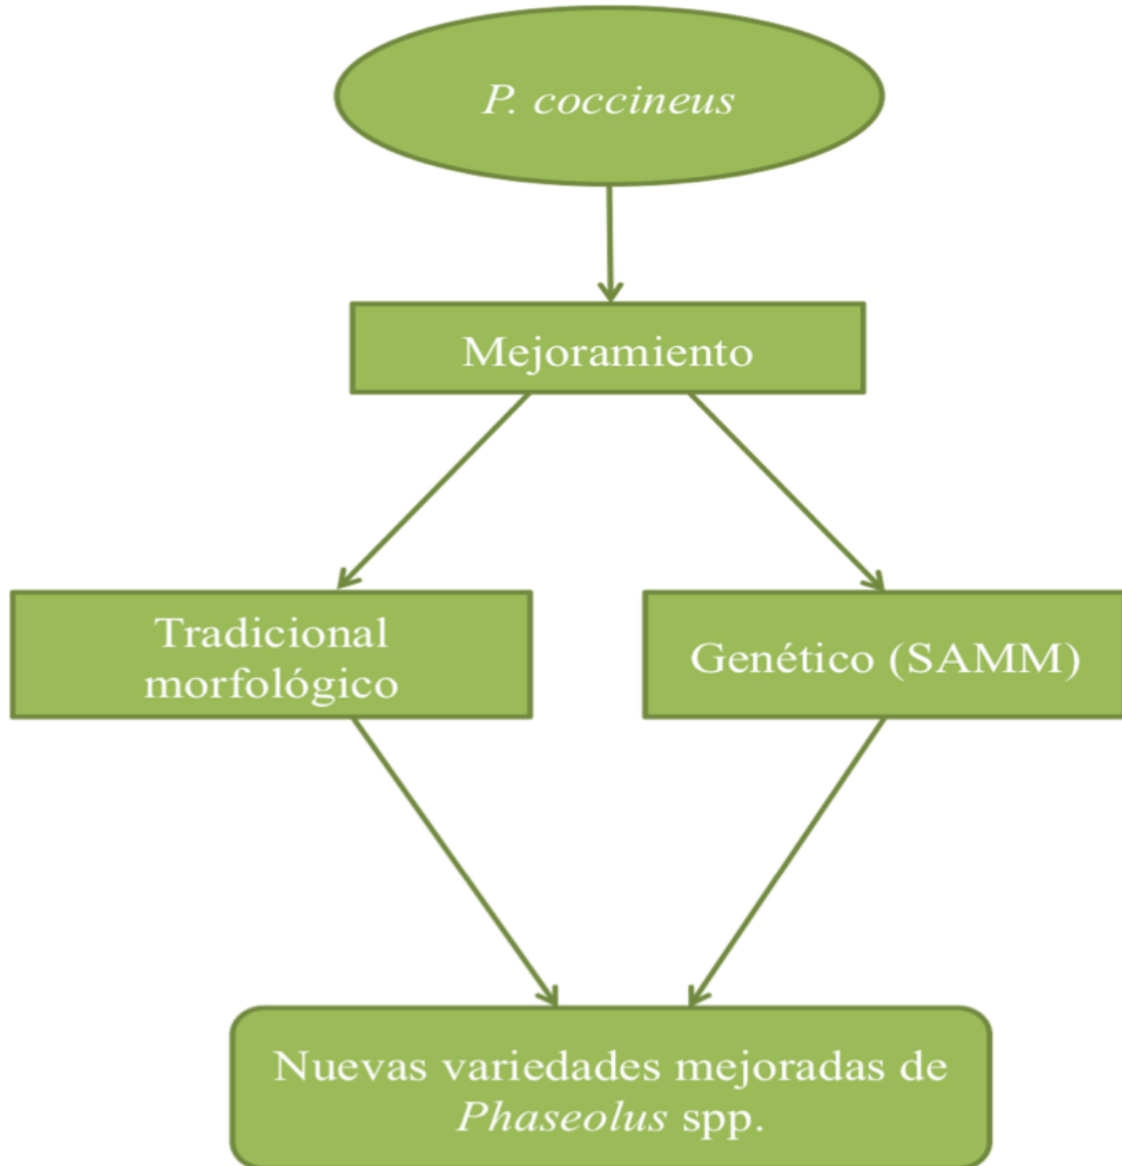 P. coccineus
Mejoramiento
Tradicional
morfológico
Genético (SAMM)
Nuevas variedades mejoradas de
Phaseolus spp.